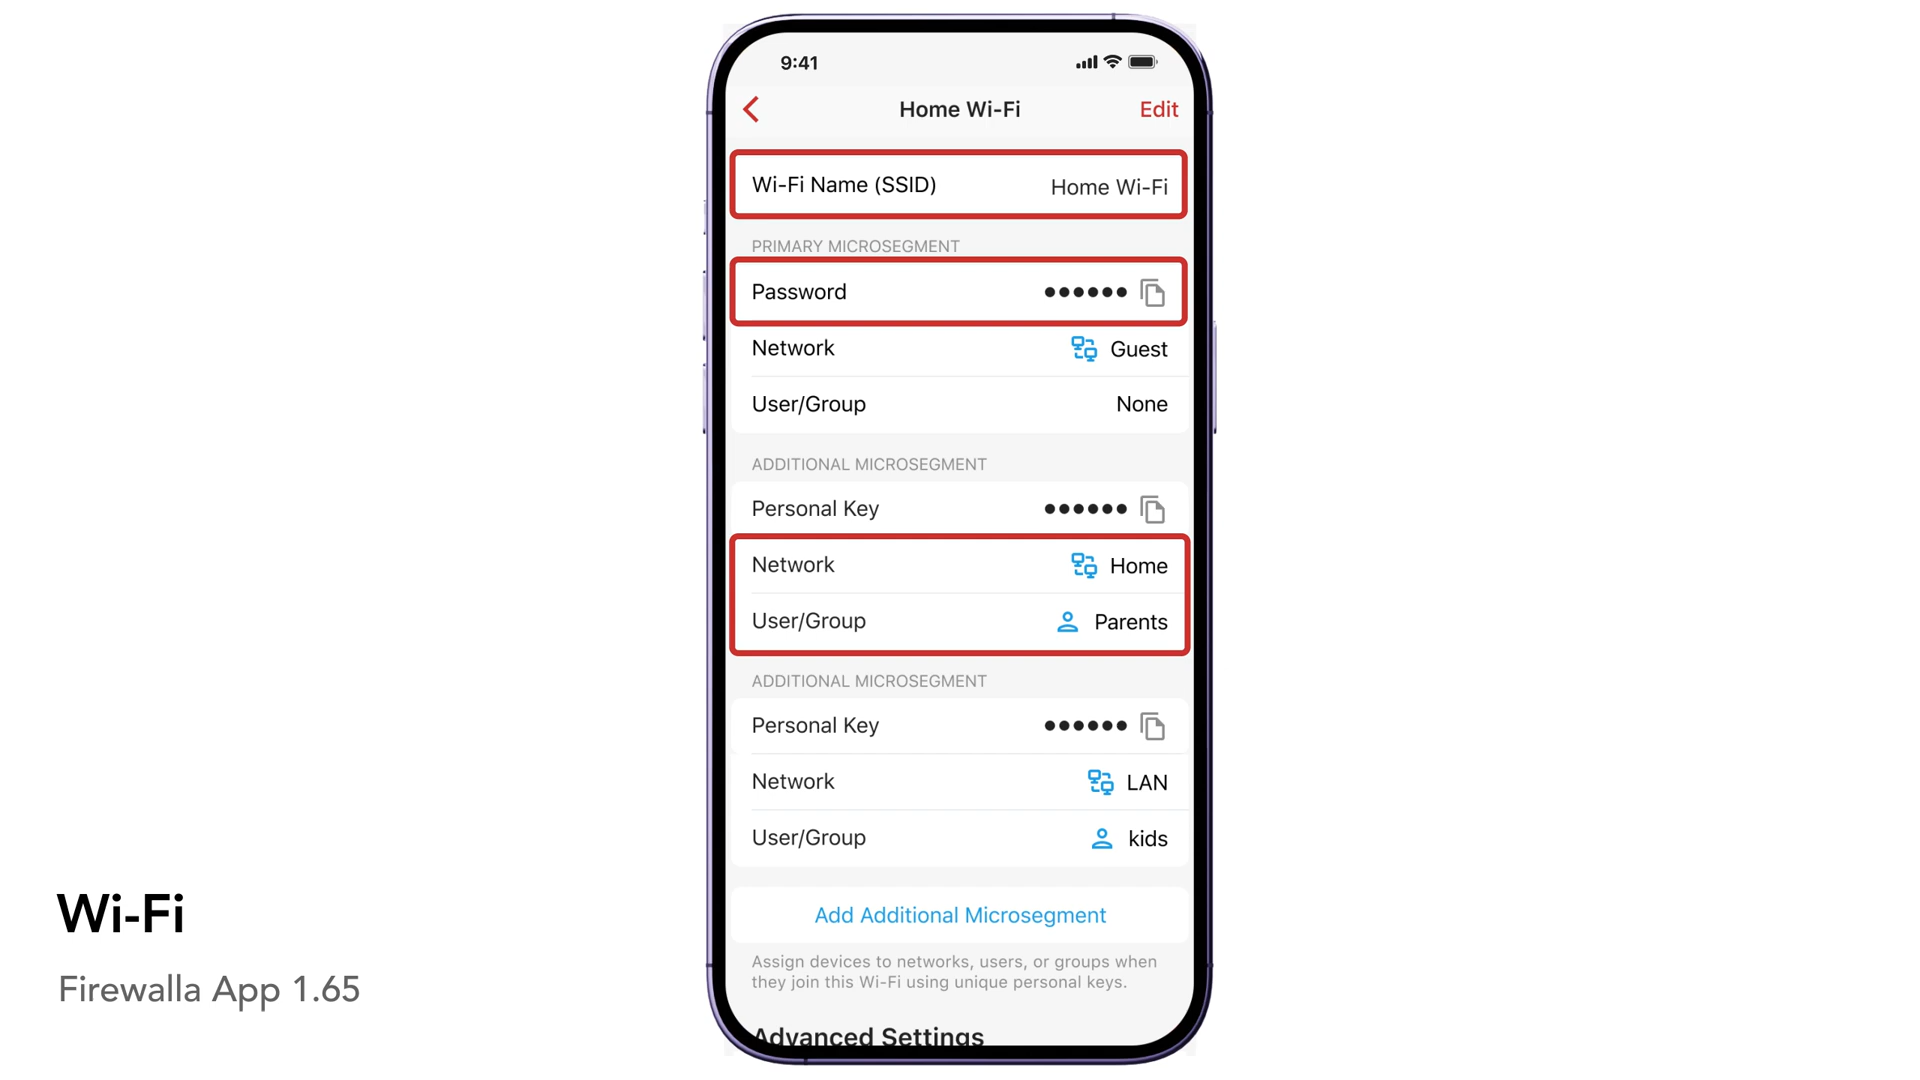 9:41
Home Wi-Fi
Edit
Wi-Fi Name (SSID)
Home Wi-Fi
PRIMARY MICROSEGMENT
Password
••••••
Network
Guest
User/Group
None
ADDITIONAL MICROSEGMENT
Personal Key
••••••
Network
Home
User/Group
Parents
ADDITIONAL MICROSEGMENT
Personal Key
••••••
Network
LAN
User/Group
kids
Add Additional Microsegment
Assign devices to networks, users, or groups when
they join this Wi-Fi using unique personal keys.
Advanced Settings
Wi-Fi
Firewalla App 1.65